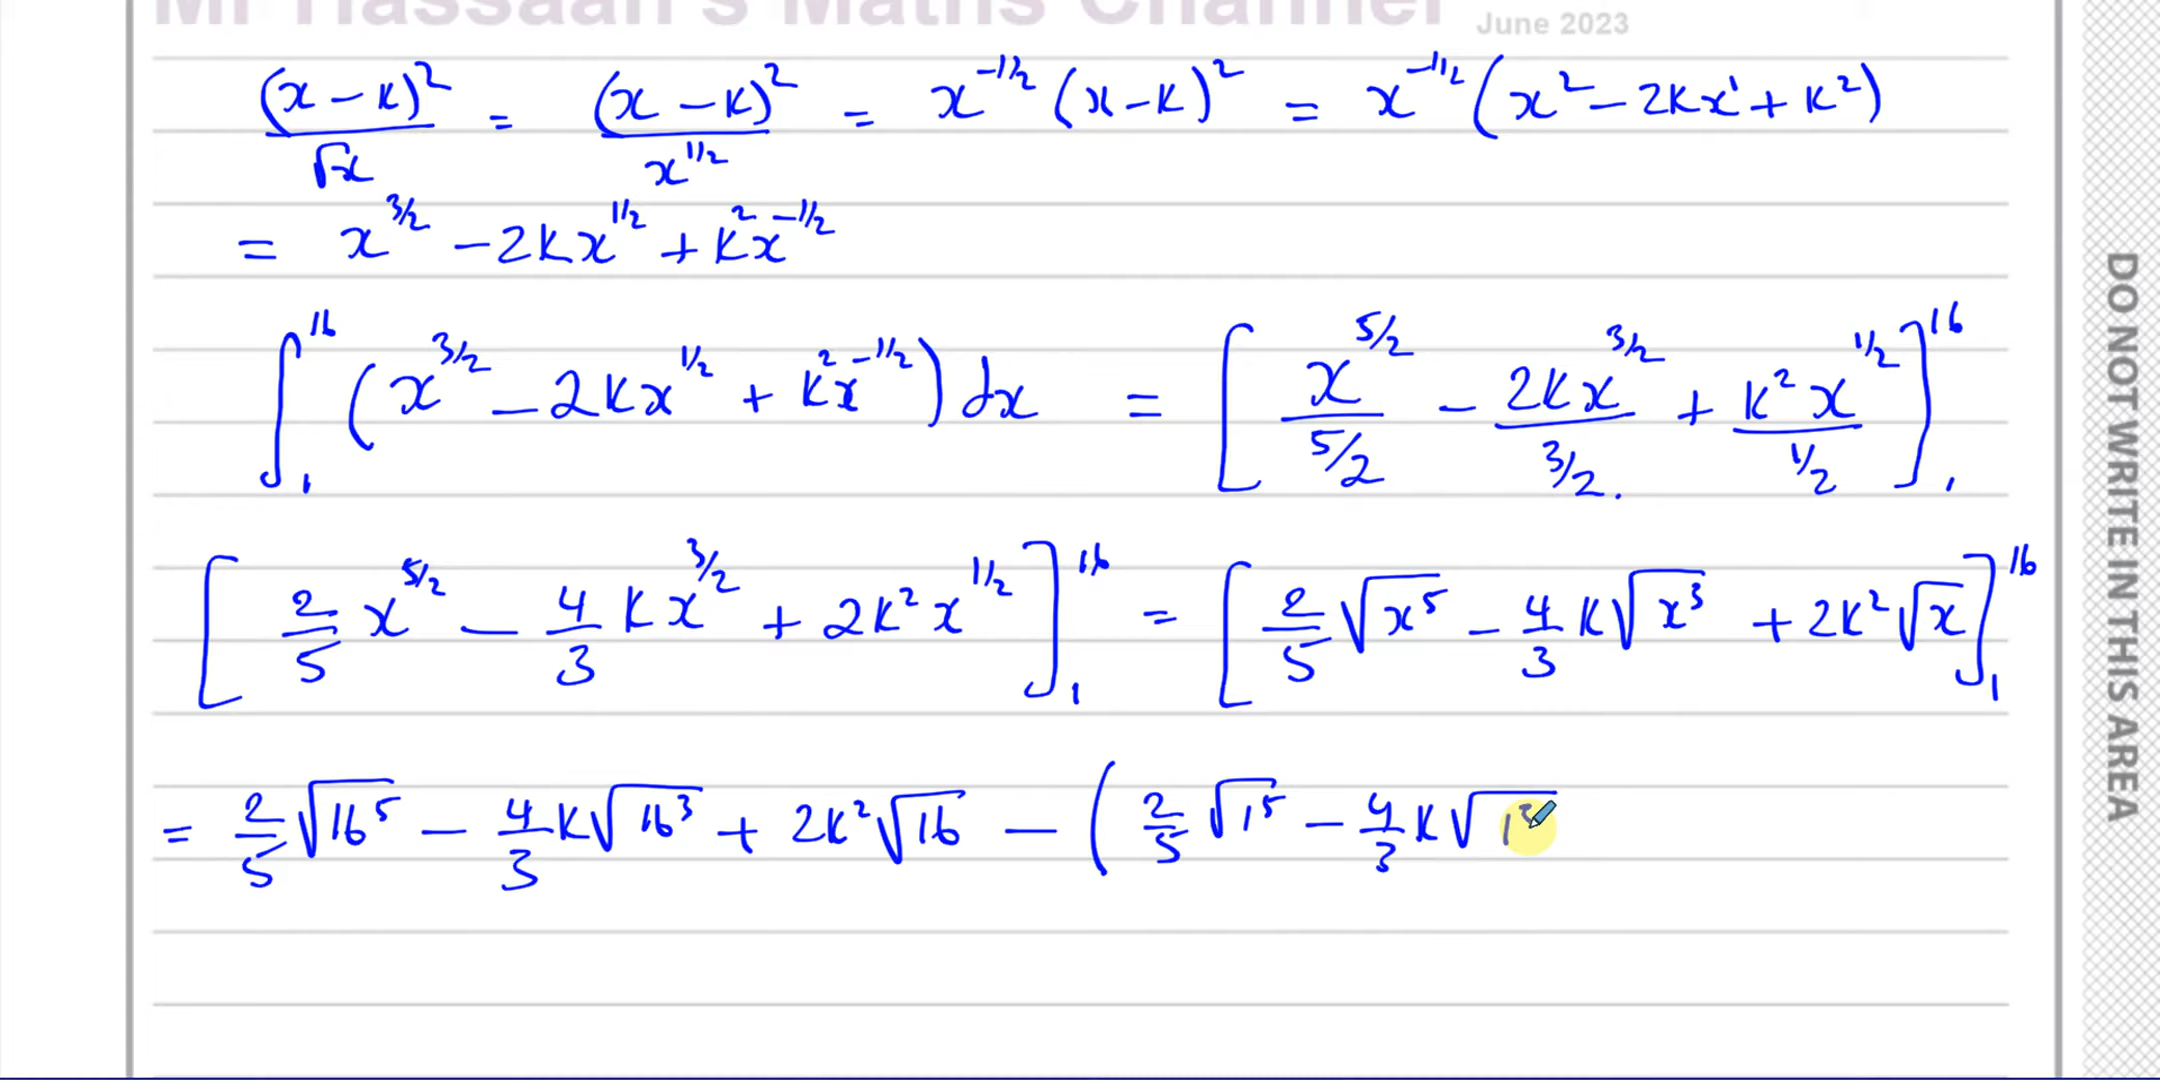 Mr Hassaan's Maths Channel
June 2023
(x − k)²/√x = (x − k)²/x^1/2 = x^−1/2 (x − k)² = x^−1/2 (x² − 2kx¹ + k²)
= x^3/2 − 2kx^1/2 + k²x^−1/2
∫₁¹⁶ (x^3/2 − 2kx^1/2 + k²x^−1/2) dx = [x^5/2/5/2 − 2kx^3/2/3/2 + k²x^1/2/1/2]₁¹⁶
[2/5 x^5/2 − 4/3 kx^3/2 + 2k²x^1/2]₁¹⁶ = [2/5 √x⁵ − 4/3 k√x³ + 2k²√x]₁¹⁶
= 2/5 √16⁵ − 4/3 k√16³ + 2k²√16 − (2/5 √1⁵ − 4/3 k√1³
DO NOT WRITE IN THIS AREA